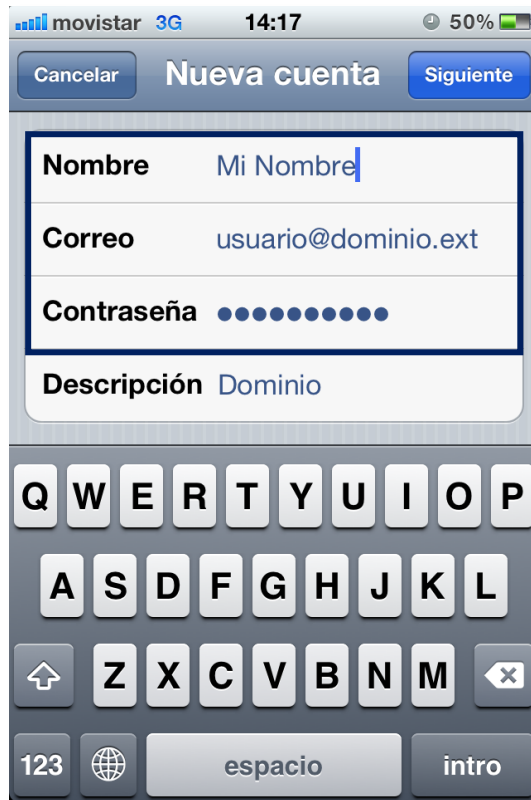 movistar 3G 14:17 50%
Cancelar Nueva cuenta Siguiente
Nombre Mi Nombre
Correo usuario@dominio.ext
Contraseña ●●●●●●●●●●
Descripción Dominio
Q W E R T Y U I O P
A S D F G H J K L
Z X C V B N M
123 espacio intro